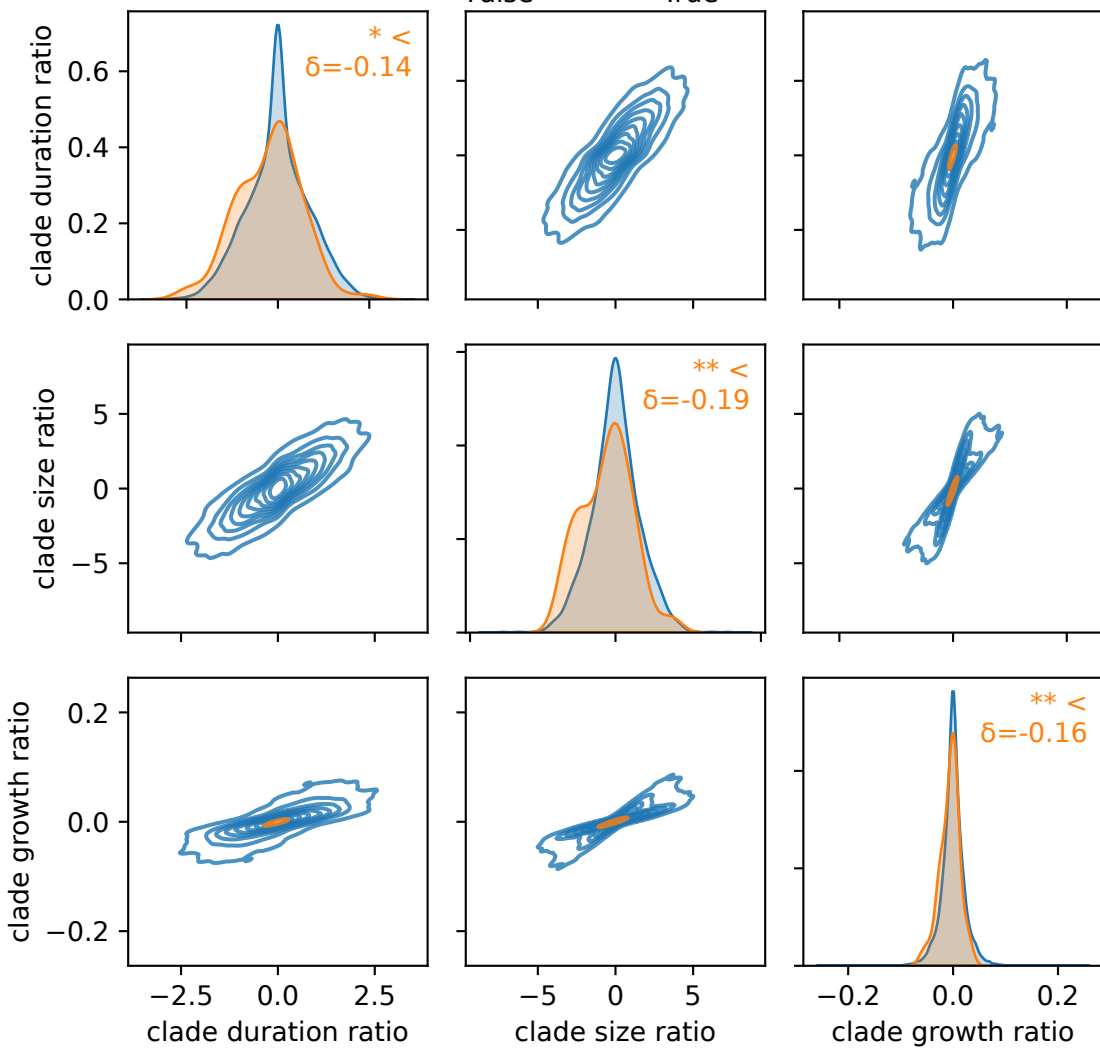 clade duration ratio
0.6
0.4
0.2
0.0
* <
δ=-0.14
clade size ratio
5
0
−5
** <
δ=-0.19
clade growth ratio
0.2
0.0
−0.2
** <
δ=-0.16
−2.5 0.0 2.5
−5 0 5
−0.2 0.0 0.2
clade duration ratio
clade size ratio
clade growth ratio